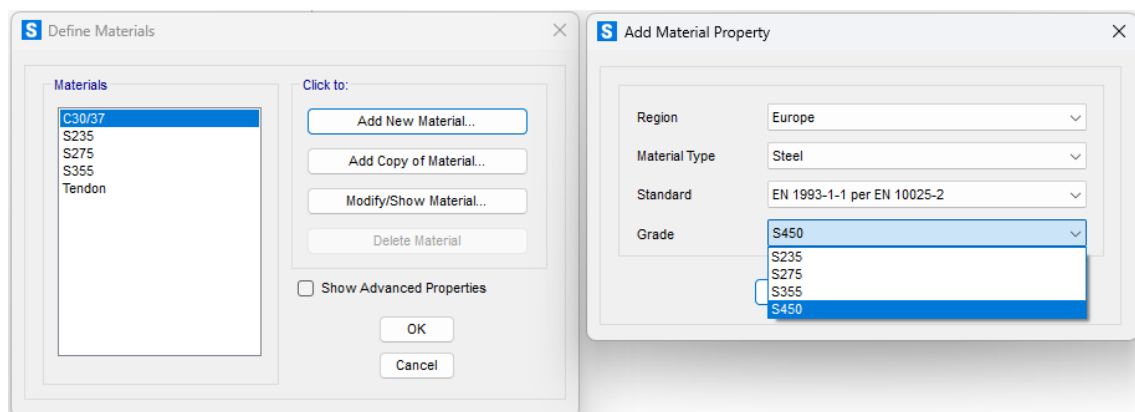 S Define Materials
Materials
C30/37
S235
S275
S355
Tendon
Click to:
Add New Material...
Add Copy of Material...
Modify/Show Material...
Delete Material
Show Advanced Properties
OK
Cancel
S Add Material Property
Region Europe
Material Type Steel
Standard EN 1993-1-1 per EN 10025-2
Grade S450
S235
S275
S355
S450